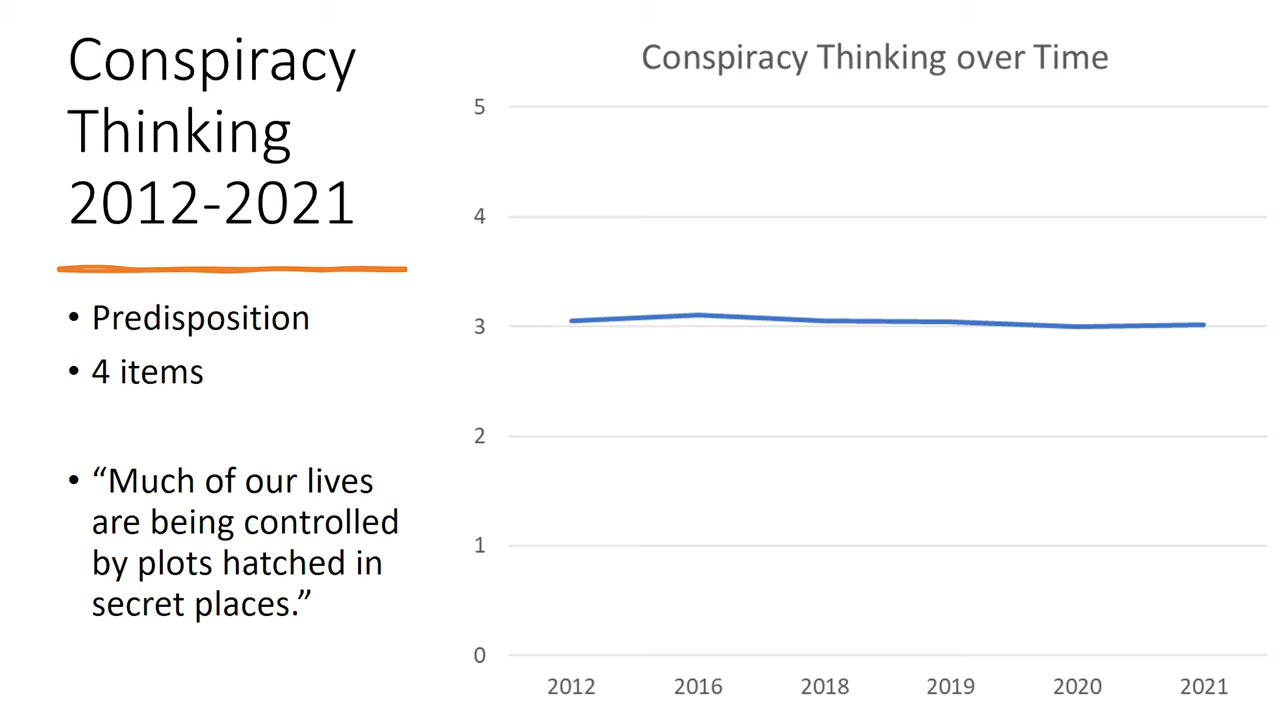 Conspiracy
Thinking
2012-2021
• Predisposition
• 4 items
• “Much of our lives
are being controlled
by plots hatched in
secret places.”
Conspiracy Thinking over Time
5
4
3
2
1
0
2012 2016 2018 2019 2020 2021